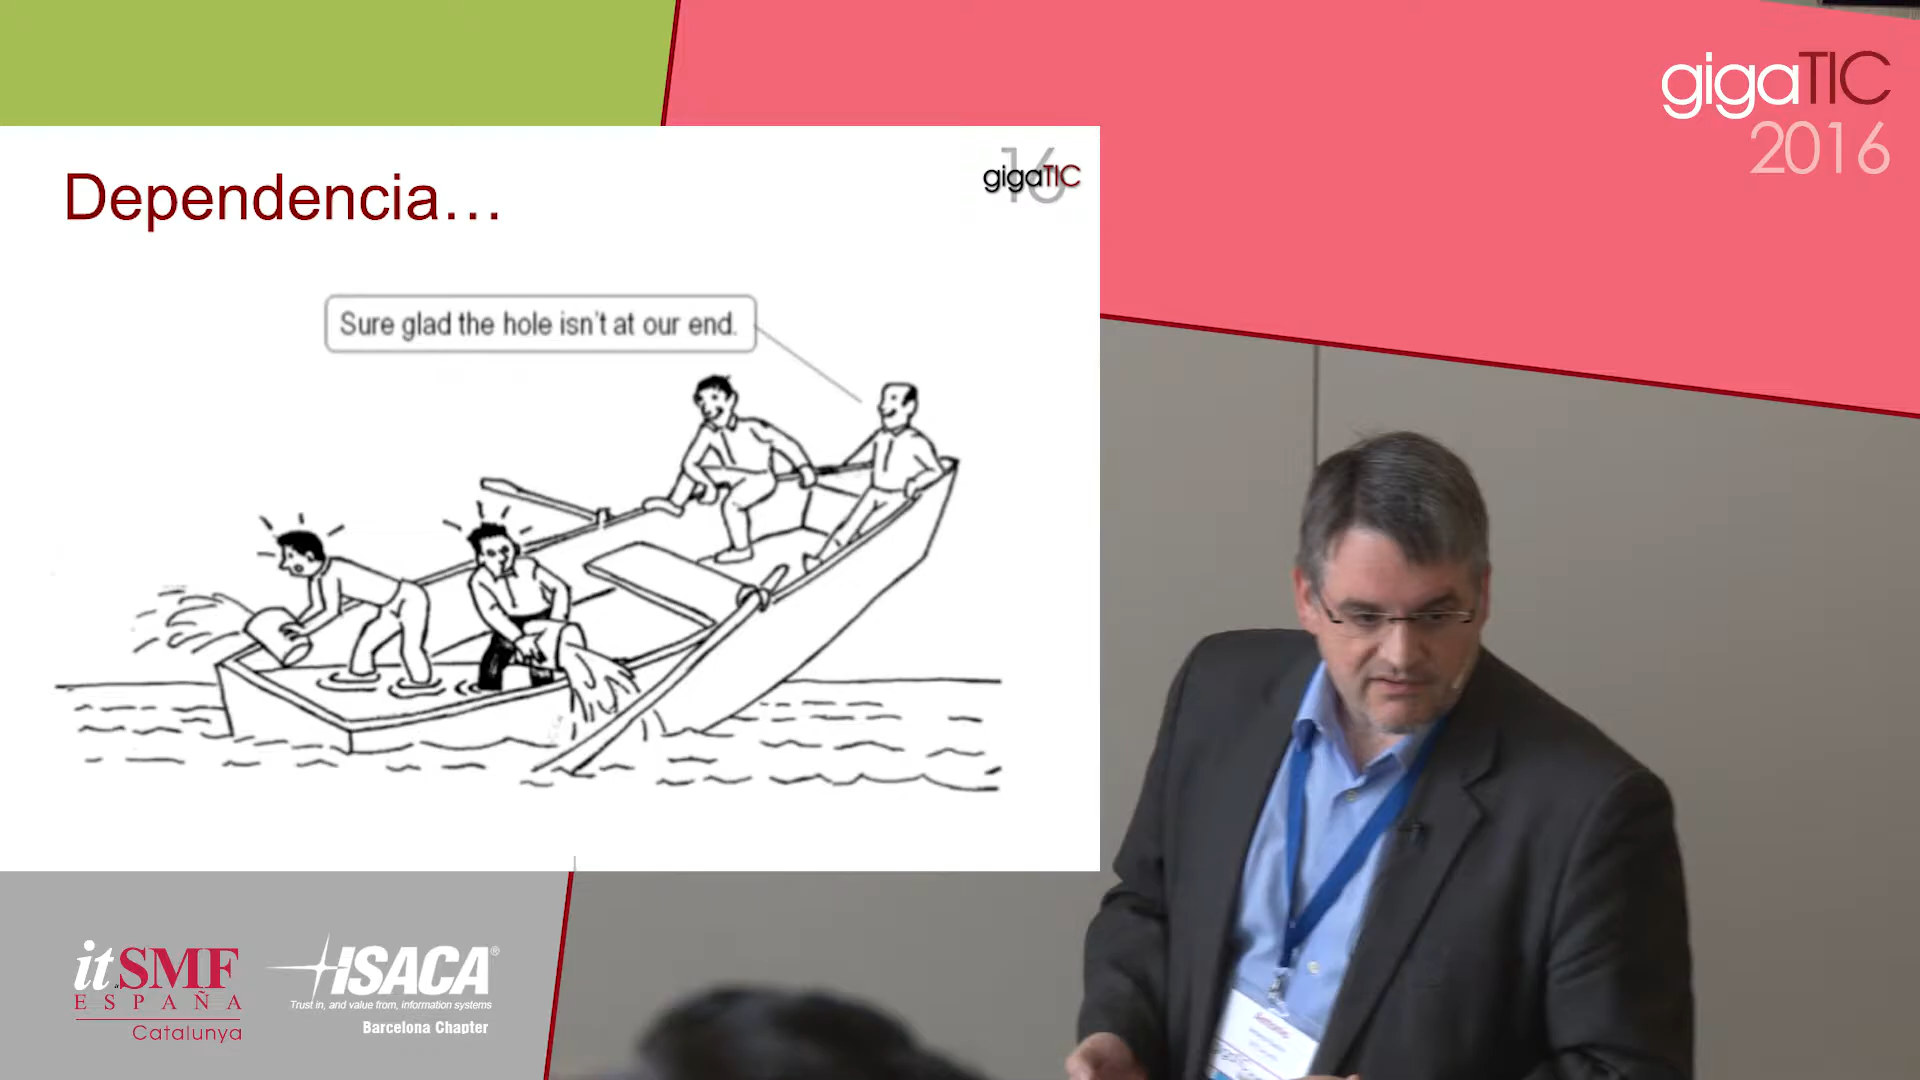 gigaTIC
2016
Dependencia...
16
gigaTIC
Sure glad the hole isn't at our end.
itSMF
ESPAÑA
Catalunya
ISACA®
Trust in, and value from, information systems
Barcelona Chapter